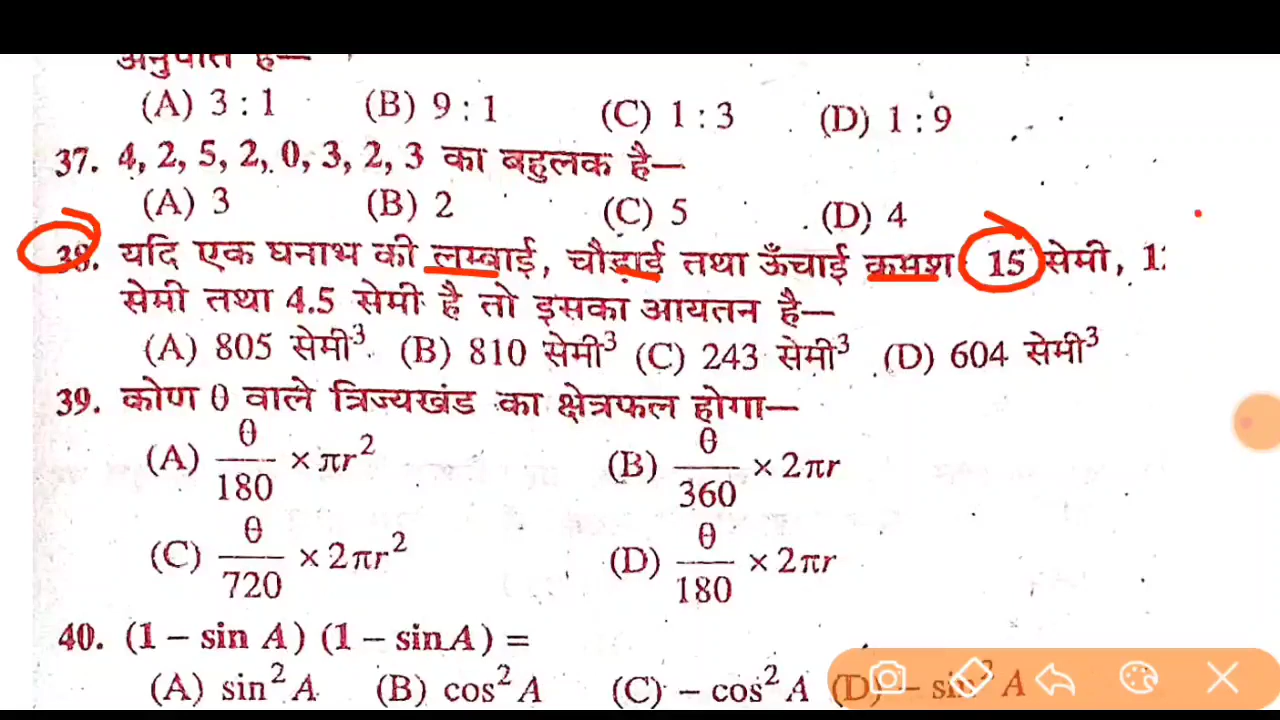 अनुपात है—
(A) 3 : 1 (B) 9 : 1 (C) 1 : 3 (D) 1 : 9
37. 4, 2, 5, 2, 0, 3, 2, 3 का बहुलक है—
(A) 3 (B) 2 (C) 5 (D) 4
38. यदि एक घनाभ की लम्बाई, चौड़ाई तथा ऊँचाई क्रमश 15 सेमी,
सेमी तथा 4.5 सेमी है तो इसका आयतन है—
(A) 805 सेमी³ (B) 810 सेमी³ (C) 243 सेमी³ (D) 604 सेमी³
39. कोण θ वाले त्रिज्यखंड का क्षेत्रफल होगा—
(A) θ/180 × πr² (B) θ/360 × 2πr
(C) θ/720 × 2πr² (D) θ/180 × 2πr
40. (1 – sin A) (1 – sin A) =
(A) sin² A (B) cos² A (C) – cos² A (D) – sin² A